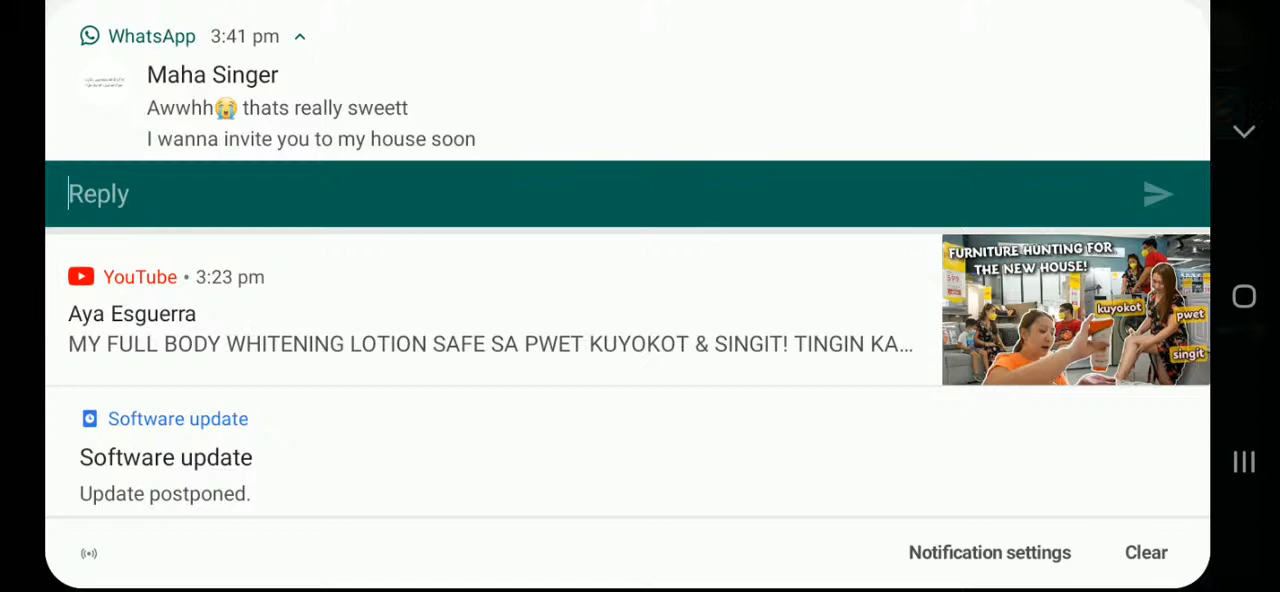 WhatsApp 3:41 pm
Maha Singer
Awwhh😭 thats really sweett
I wanna invite you to my house soon
Reply
YouTube • 3:23 pm
Aya Esguerra
MY FULL BODY WHITENING LOTION SAFE SA PWET KUYOKOT & SINGIT! TINGIN KA...
FURNITURE HUNTING FOR
THE NEW HOUSE!
kuyokot
pwet
singit
Software update
Software update
Update postponed.
Notification settings Clear